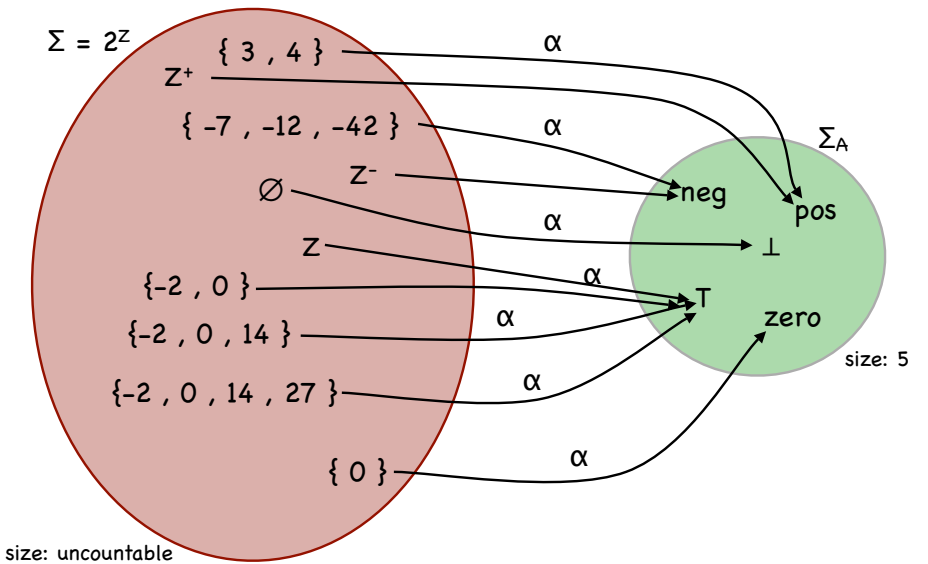 Σ = 2ᶻ
{ 3 , 4 }
α
Z⁺
{ -7 , -12 , -42 }
α
Σ_A
Z⁻
∅
neg
pos
α
Z
⊥
{-2 , 0 }
α
T
{-2 , 0 , 14 }
α
zero
size: 5
{-2 , 0 , 14 , 27 }
α
{ 0 }
α
size: uncountable